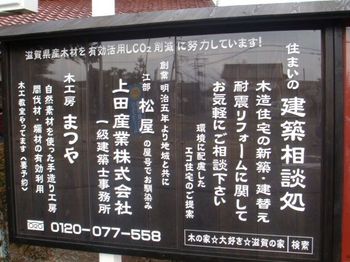 滋賀県産木材を有効活用しCO₂削減に努力しています!
住まいの 建築相談処
木造住宅の新築・建替え
耐震リフォームに関して
お気軽にご相談下さい
環境に配慮した
エコ住宅のご提案
創業 明治五年より地域と共に
江部 松屋 の屋号でお馴染み
上田産業株式会社
一級建築士事務所
木工房 まつや
自然素材を使った手造り工房
間伐材・端材の有効利用
木工教室やってます(要予約)
0120-077-558
木の家☆大好き☆滋賀の家 検索